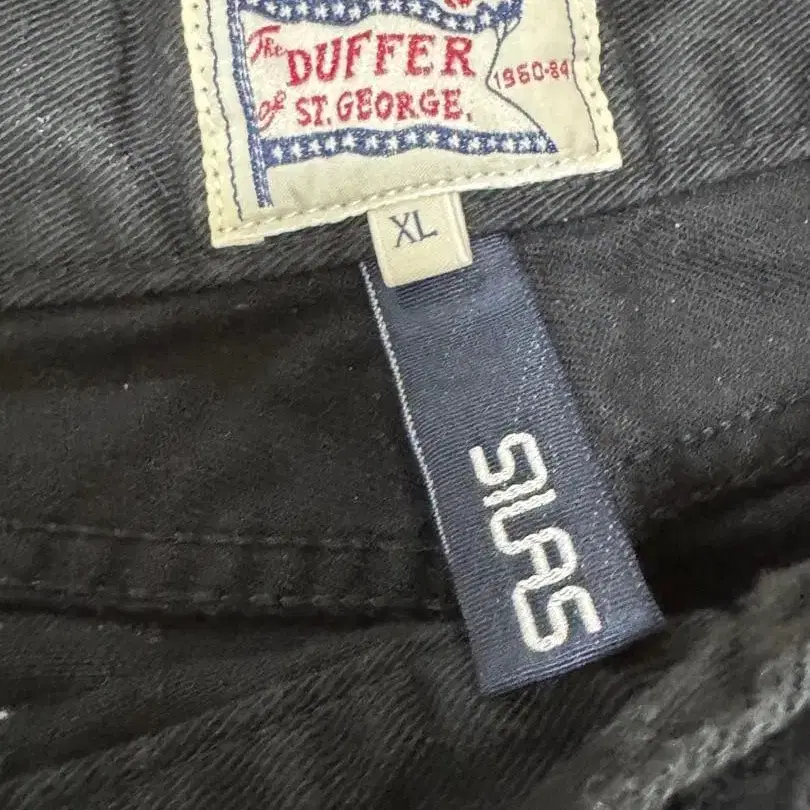 The DUFFER
of ST. GEORGE.
1960-84
XL
SILAS